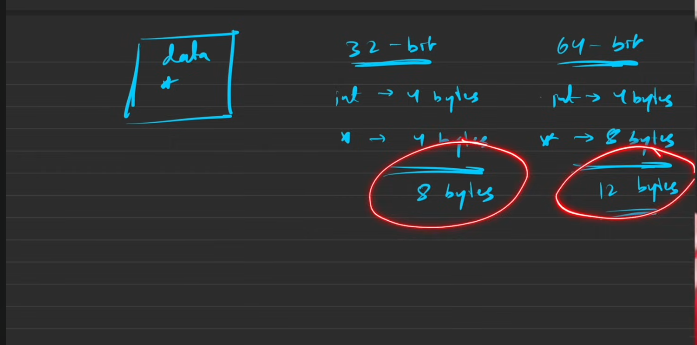 data
*
32-bit
int → 4 bytes
* → 4 bytes
8 bytes
64-bit
int → 4 bytes
* → 8 bytes
12 bytes